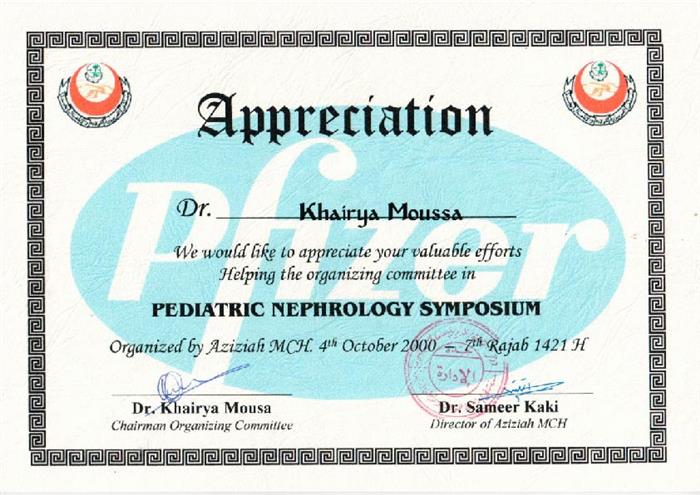 Appreciation
Pfizer
Dr. Khairya Moussa
We would like to appreciate your valuable efforts
Helping the organizing committee in
PEDIATRIC NEPHROLOGY SYMPOSIUM
Organized by Aziziah MCH. 4th October 2000 – 7th Rajab 1421 H
الإدارة
Dr. Khairya Mousa
Chairman Organizing Committee
Dr. Sameer Kaki
Director of Aziziah MCH